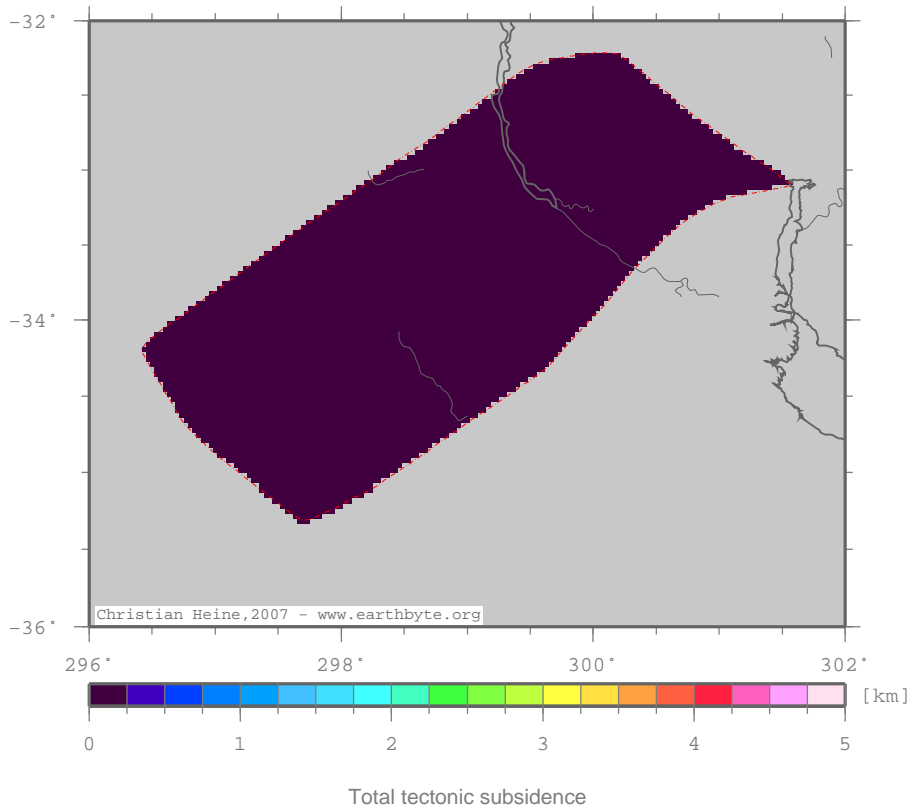 -32°
-34°
-36°
Christian Heine,2007 - www.earthbyte.org
296° 298° 300° 302°
[km]
0 1 2 3 4 5
Total tectonic subsidence